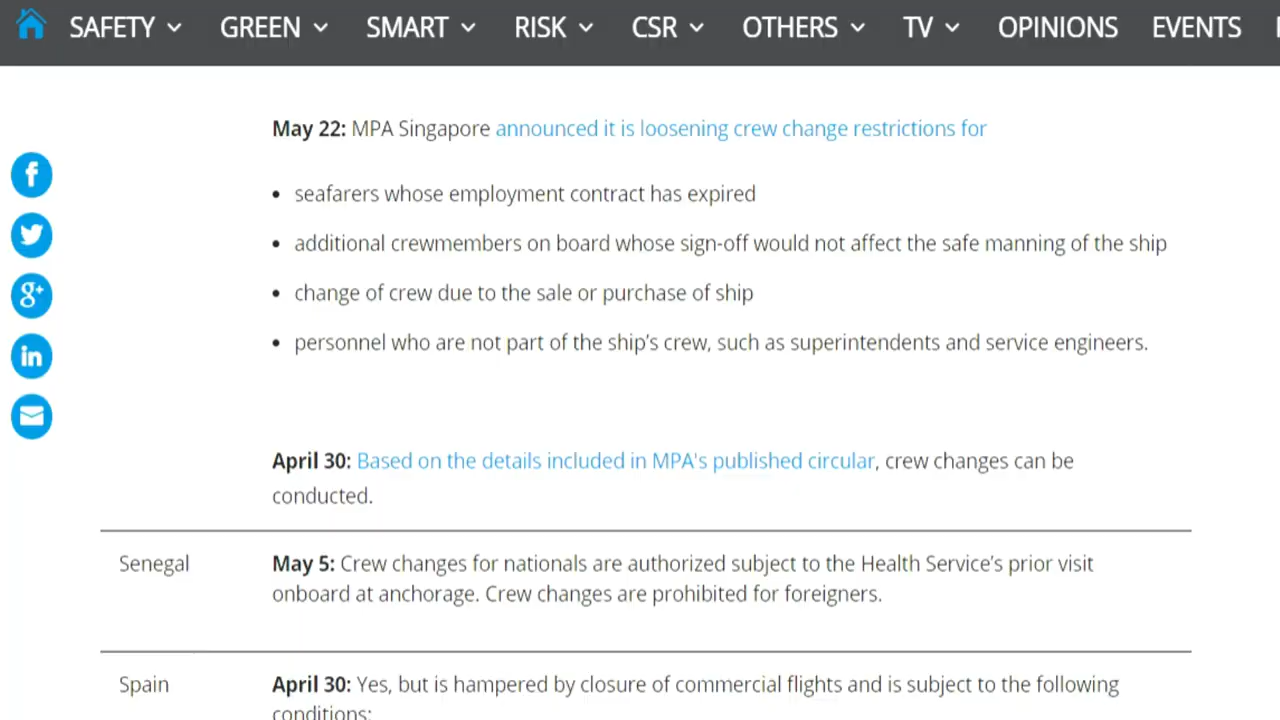 SAFETY GREEN SMART RISK CSR OTHERS TV OPINIONS EVENTS
May 22: MPA Singapore announced it is loosening crew change restrictions for
• seafarers whose employment contract has expired
• additional crewmembers on board whose sign-off would not affect the safe manning of the ship
• change of crew due to the sale or purchase of ship
• personnel who are not part of the ship’s crew, such as superintendents and service engineers.
April 30: Based on the details included in MPA's published circular, crew changes can be
conducted.
Senegal May 5: Crew changes for nationals are authorized subject to the Health Service’s prior visit
onboard at anchorage. Crew changes are prohibited for foreigners.
Spain April 30: Yes, but is hampered by closure of commercial flights and is subject to the following
conditions: